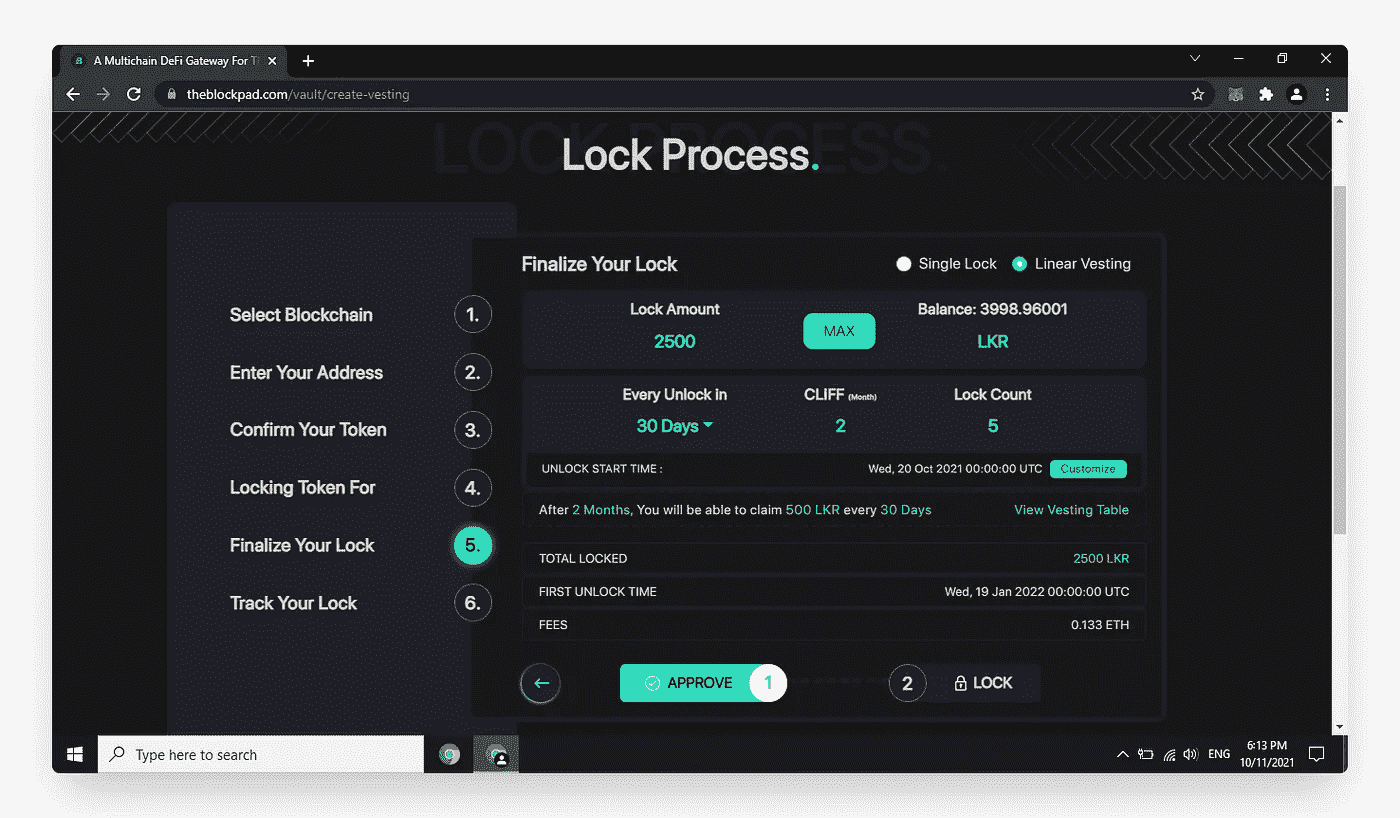 A Multichain DeFi Gateway For T
theblockpad.com/vault/create-vesting
LOCK PROCESS.
Lock Process.
Select Blockchain 1.
Enter Your Address 2.
Confirm Your Token 3.
Locking Token For 4.
Finalize Your Lock 5.
Track Your Lock 6.
Finalize Your Lock Single Lock Linear Vesting
Lock Amount MAX Balance: 3998.96001
2500 LKR
Every Unlock in CLIFF (Month) Lock Count
30 Days 2 5
UNLOCK START TIME : Wed, 20 Oct 2021 00:00:00 UTC Customize
After 2 Months, You will be able to claim 500 LKR every 30 Days View Vesting Table
TOTAL LOCKED 2500 LKR
FIRST UNLOCK TIME Wed, 19 Jan 2022 00:00:00 UTC
FEES 0.133 ETH
APPROVE 1 2 LOCK
Type here to search ENG 6:13 PM
10/11/2021